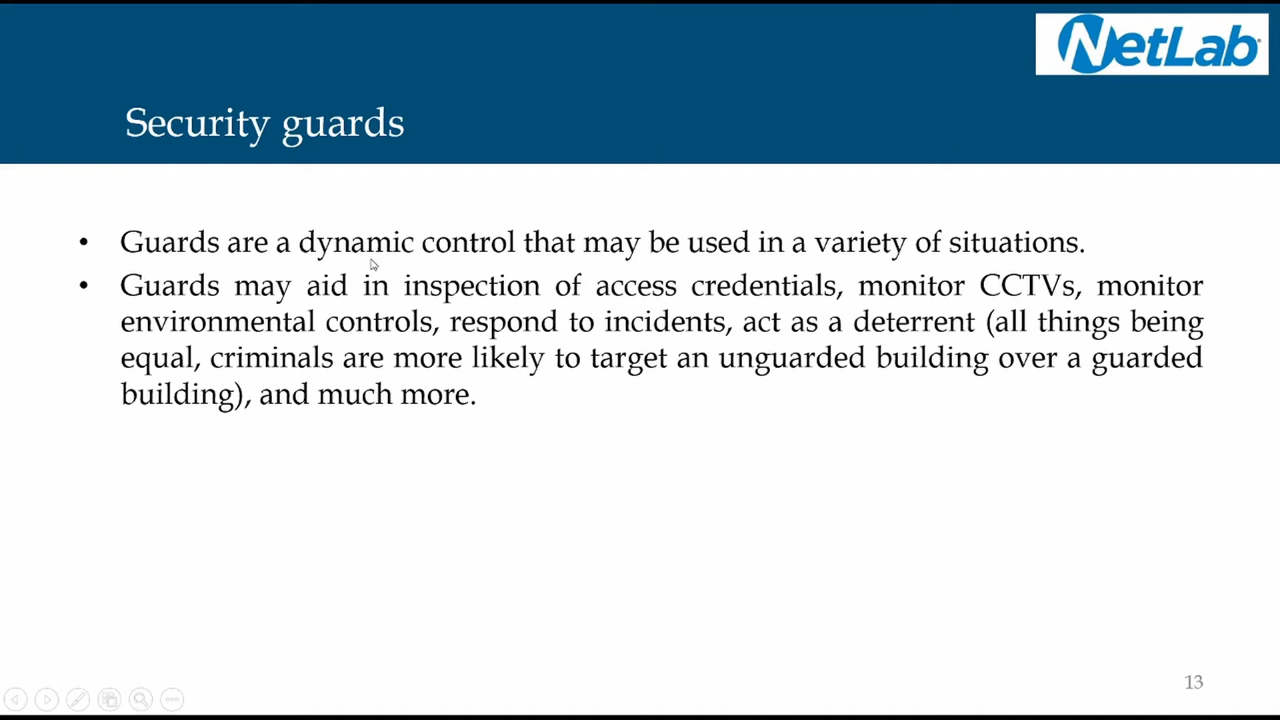 NetLab
Security guards
• Guards are a dynamic control that may be used in a variety of situations.
• Guards may aid in inspection of access credentials, monitor CCTVs, monitor
environmental controls, respond to incidents, act as a deterrent (all things being
equal, criminals are more likely to target an unguarded building over a guarded
building), and much more.
13